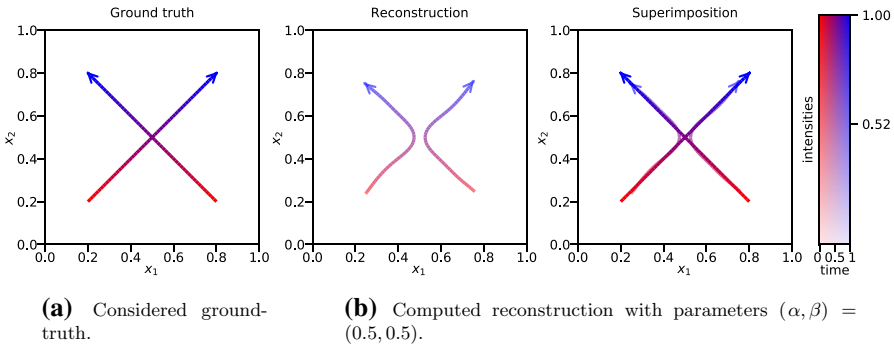 Ground truth
Reconstruction
Superimposition
1.0
0.8
0.6
0.4
0.2
0.0
x2
0.0 0.2 0.4 0.6 0.8 1.0
x1
1.0
0.8
0.6
0.4
0.2
0.0
x2
0.0 0.2 0.4 0.6 0.8 1.0
x1
1.0
0.8
0.6
0.4
0.2
0.0
x2
0.0 0.2 0.4 0.6 0.8 1.0
x1
1.00
0.52
intensities
0 0.5 1
time
(a) Considered ground-
truth.
(b) Computed reconstruction with parameters (α, β) =
(0.5, 0.5).